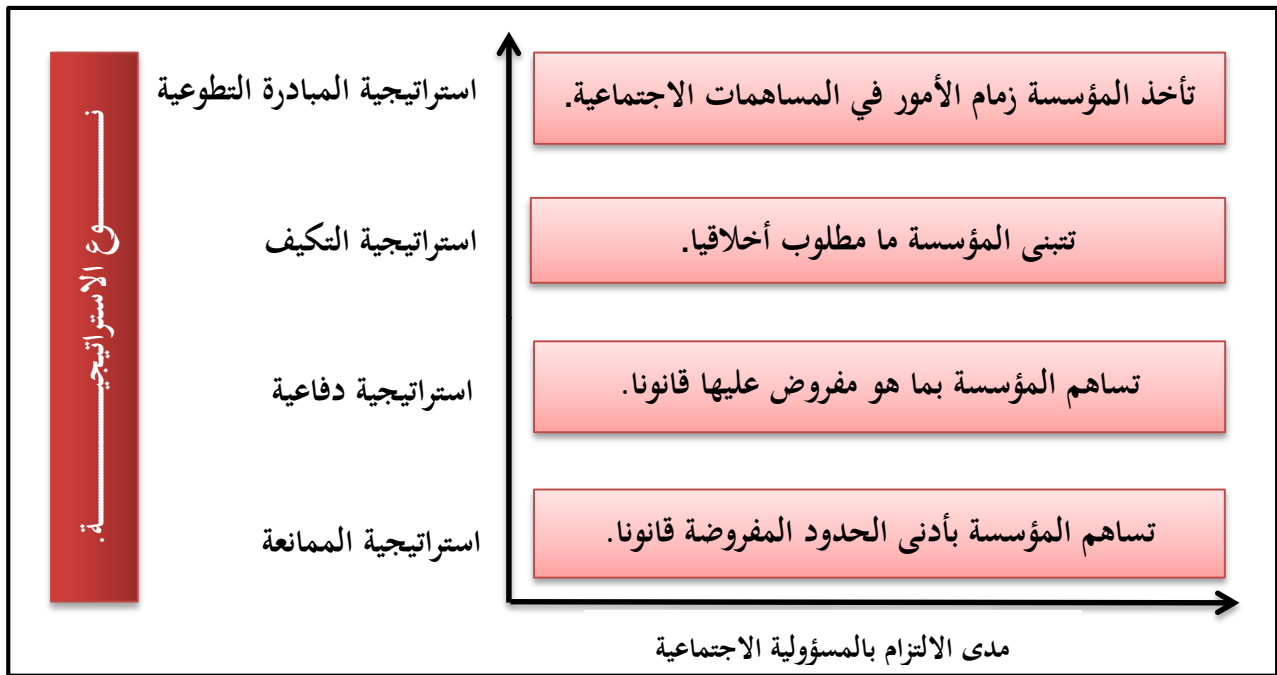 استراتيجية المبادرة التطوعية
تأخذ المؤسسة زمام الأمور في المساهمات الاجتماعية.
استراتيجية التكيف
تتبنى المؤسسة ما مطلوب أخلاقيا.
استراتيجية دفاعية
تساهم المؤسسة بما هو مفروض عليها قانونا.
استراتيجية الممانعة
تساهم المؤسسة بأدنى الحدود المفروضة قانونا.
نـــــوع الاستراتيجيـــــة.
مدى الالتزام بالمسؤولية الاجتماعية